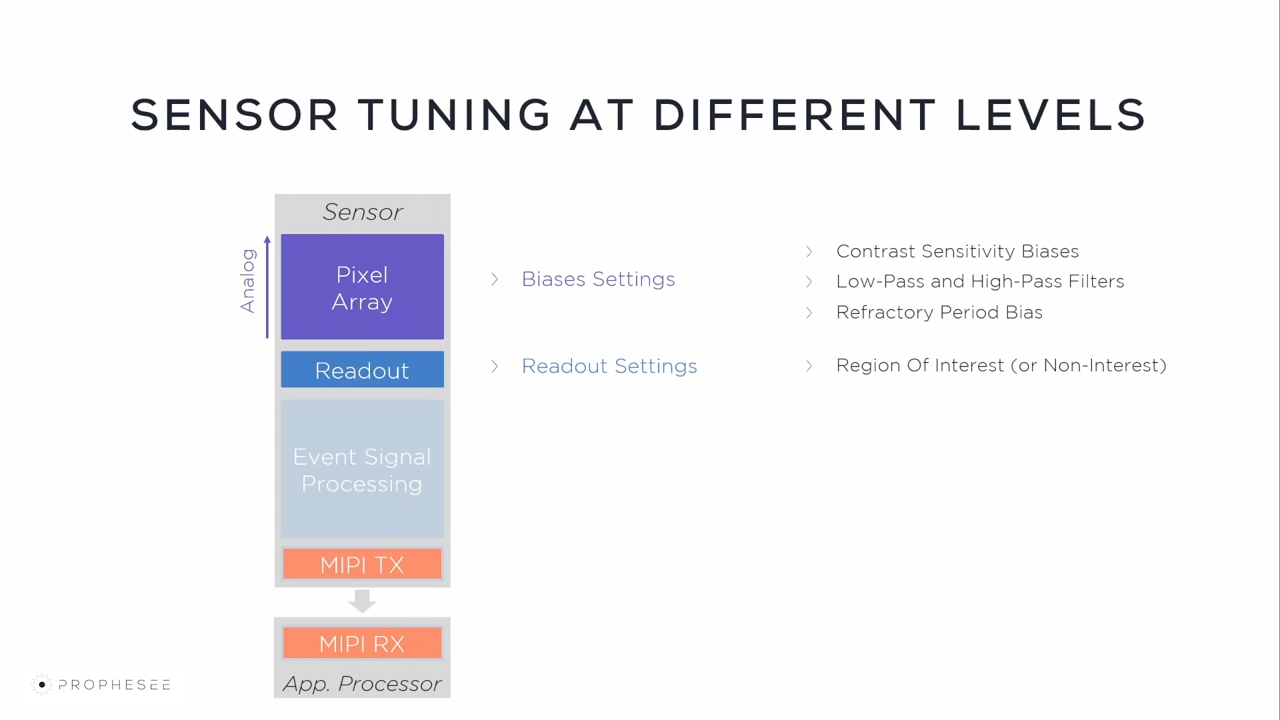 SENSOR TUNING AT DIFFERENT LEVELS
Sensor
Analog
Pixel
Array
Biases Settings
Contrast Sensitivity Biases
Low-Pass and High-Pass Filters
Refractory Period Bias
Readout
Readout Settings
Region Of Interest (or Non-Interest)
Event Signal
Processing
MIPI TX
MIPI RX
App. Processor
PROPHESEE